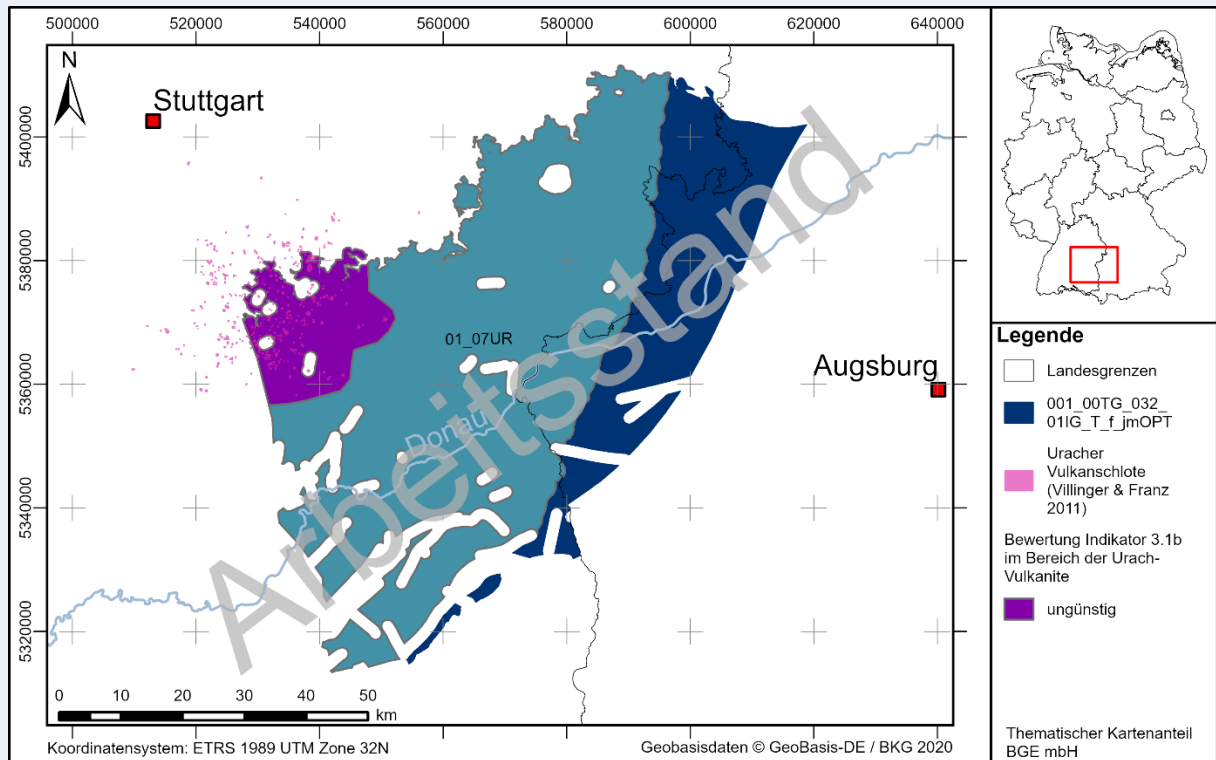 500000 520000 540000 560000 580000 600000 620000 640000
N
Stuttgart
5400000
5380000
01_07UR
Augsburg
5360000
Donau
Arbeitsstand
5340000
5320000
0 10 20 30 40 50
km
Koordinatensystem: ETRS 1989 UTM Zone 32N
Geobasisdaten © GeoBasis-DE / BKG 2020
Legende
Landesgrenzen
001_00TG_032_
01IG_T_f_jmOPT
Uracher
Vulkanschlote
(Villinger & Franz
2011)
Bewertung Indikator 3.1b
im Bereich der Urach-
Vulkanite
ungünstig
Thematischer Kartenanteil
BGE mbH